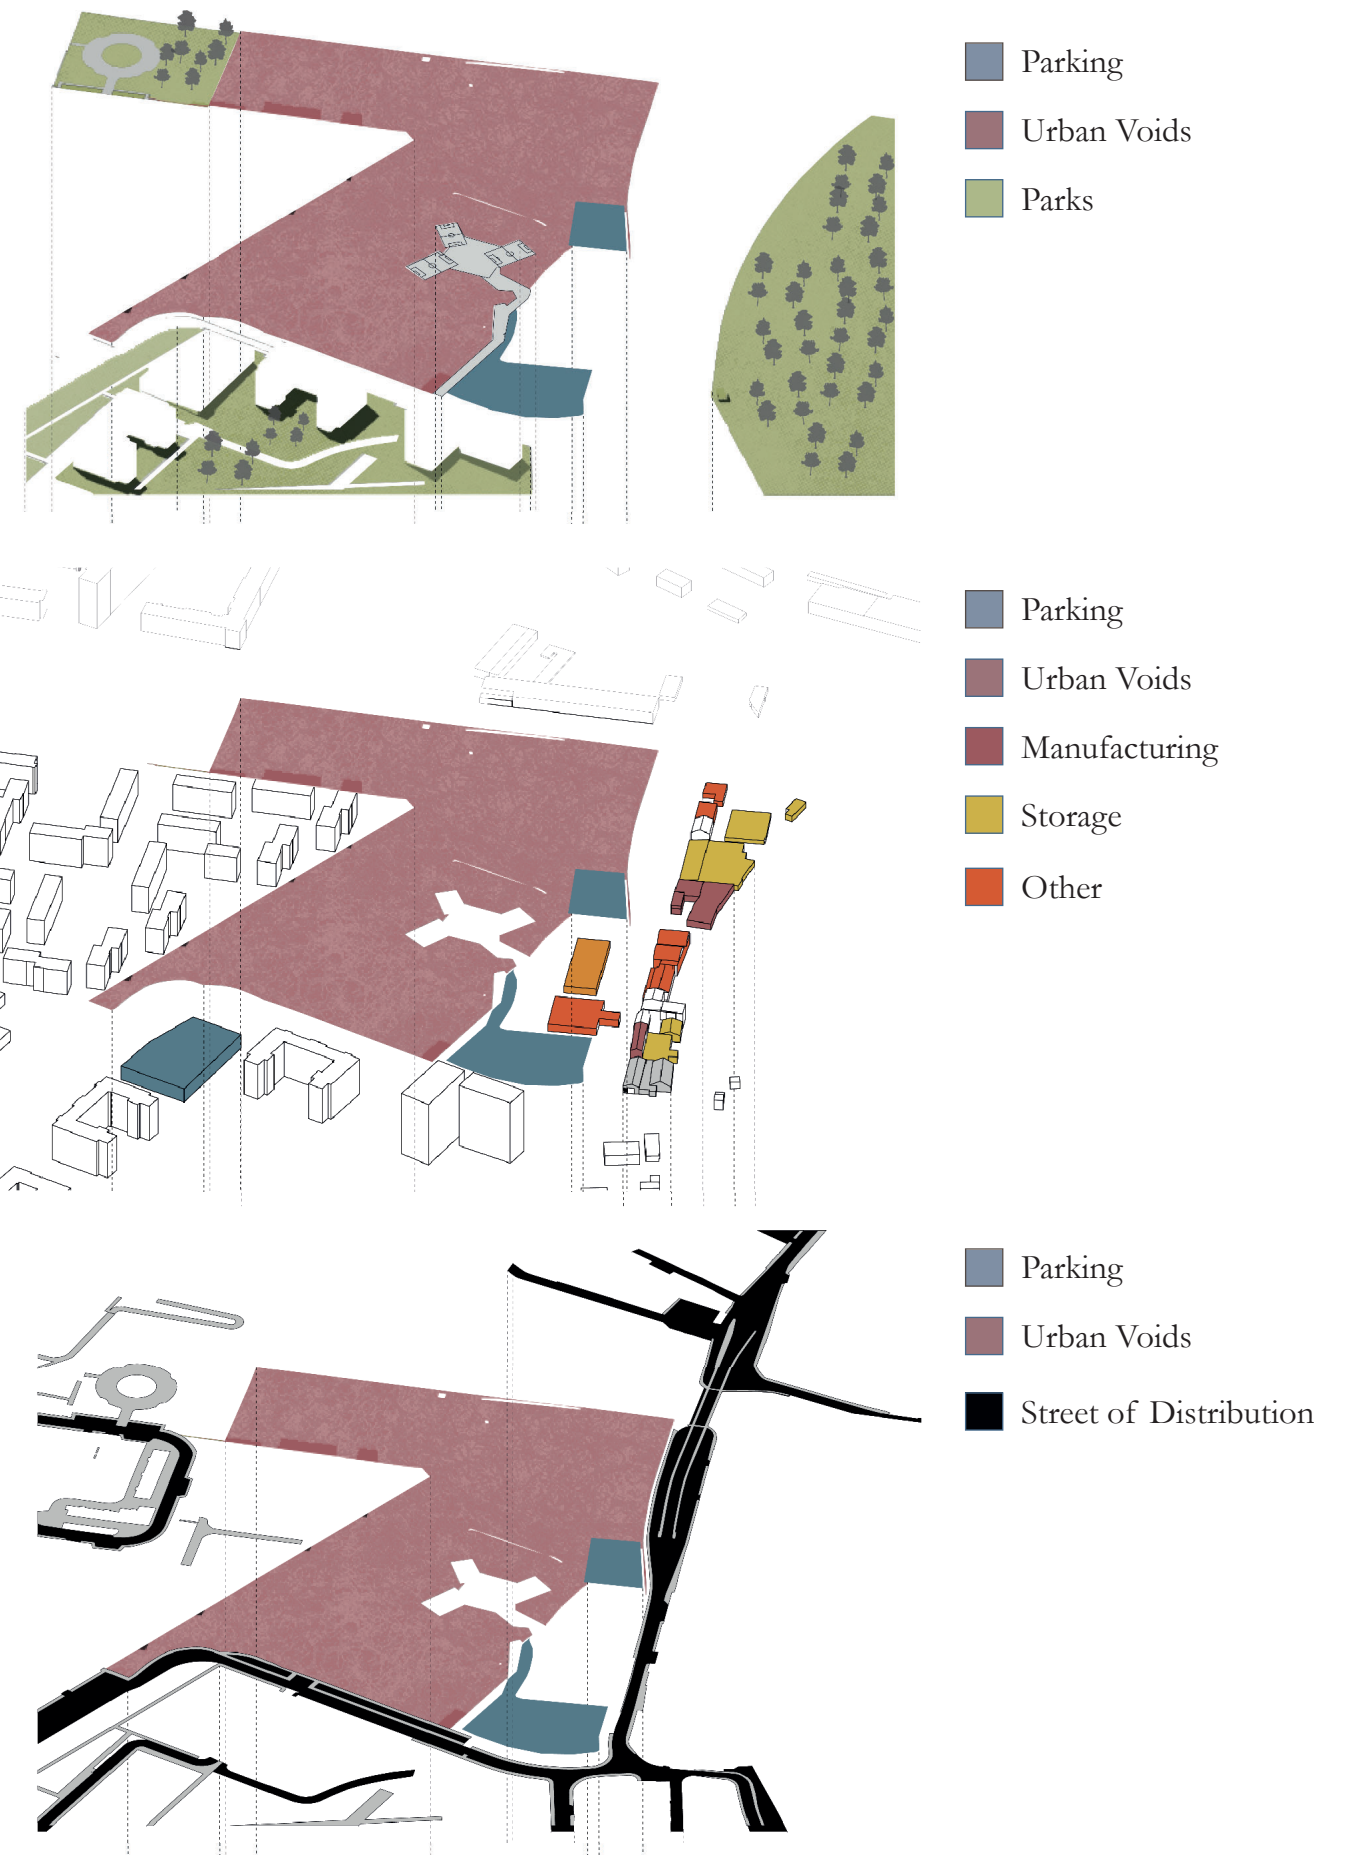 Parking
Urban Voids
Parks
Parking
Urban Voids
Manufacturing
Storage
Other
Parking
Urban Voids
Street of Distribution